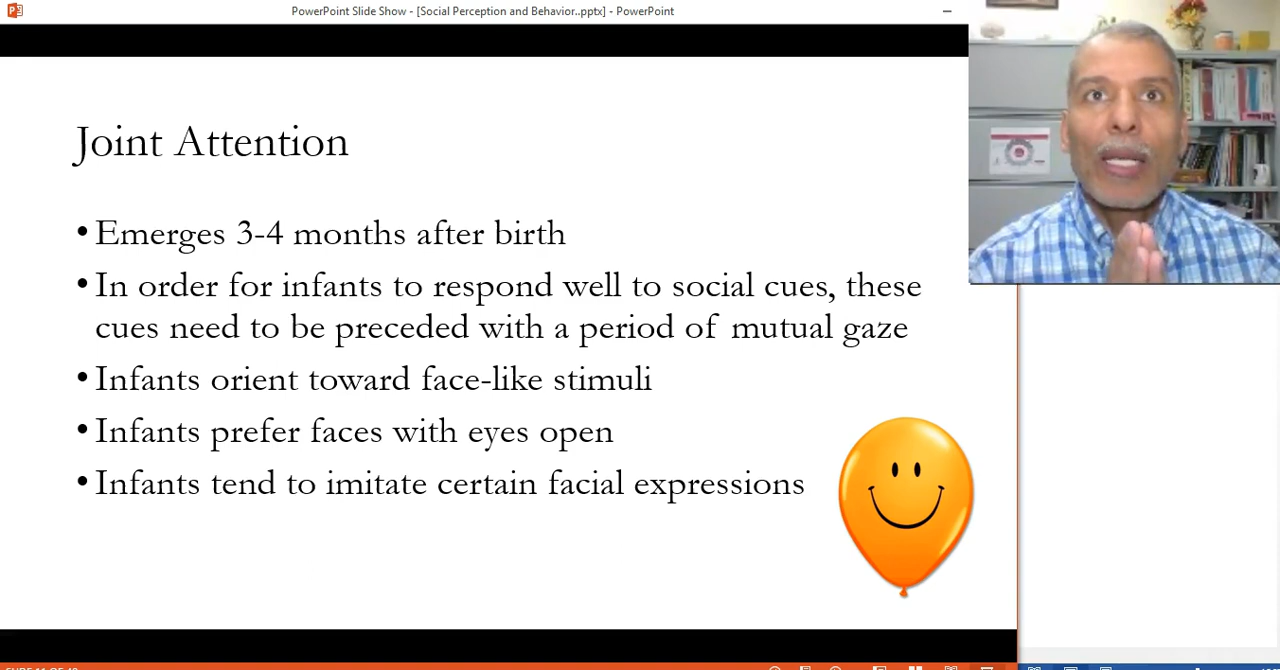 PowerPoint Slide Show - [Social Perception and Behavior..pptx] - PowerPoint
Joint Attention
• Emerges 3-4 months after birth
• In order for infants to respond well to social cues, these
cues need to be preceded with a period of mutual gaze
• Infants orient toward face-like stimuli
• Infants prefer faces with eyes open
• Infants tend to imitate certain facial expressions